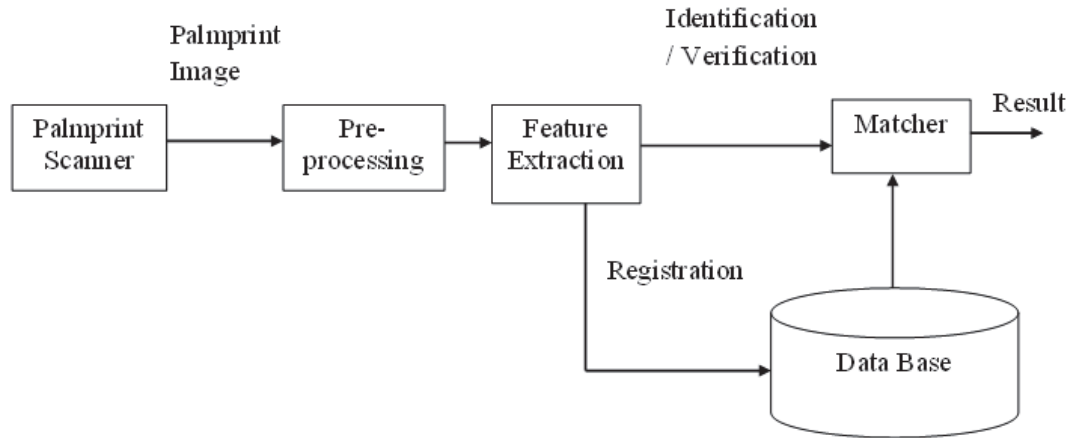 Palmprint
Image
Identification
/ Verification
Palmprint
Scanner
Pre-
processing
Feature
Extraction
Matcher
Result
Registration
Data Base